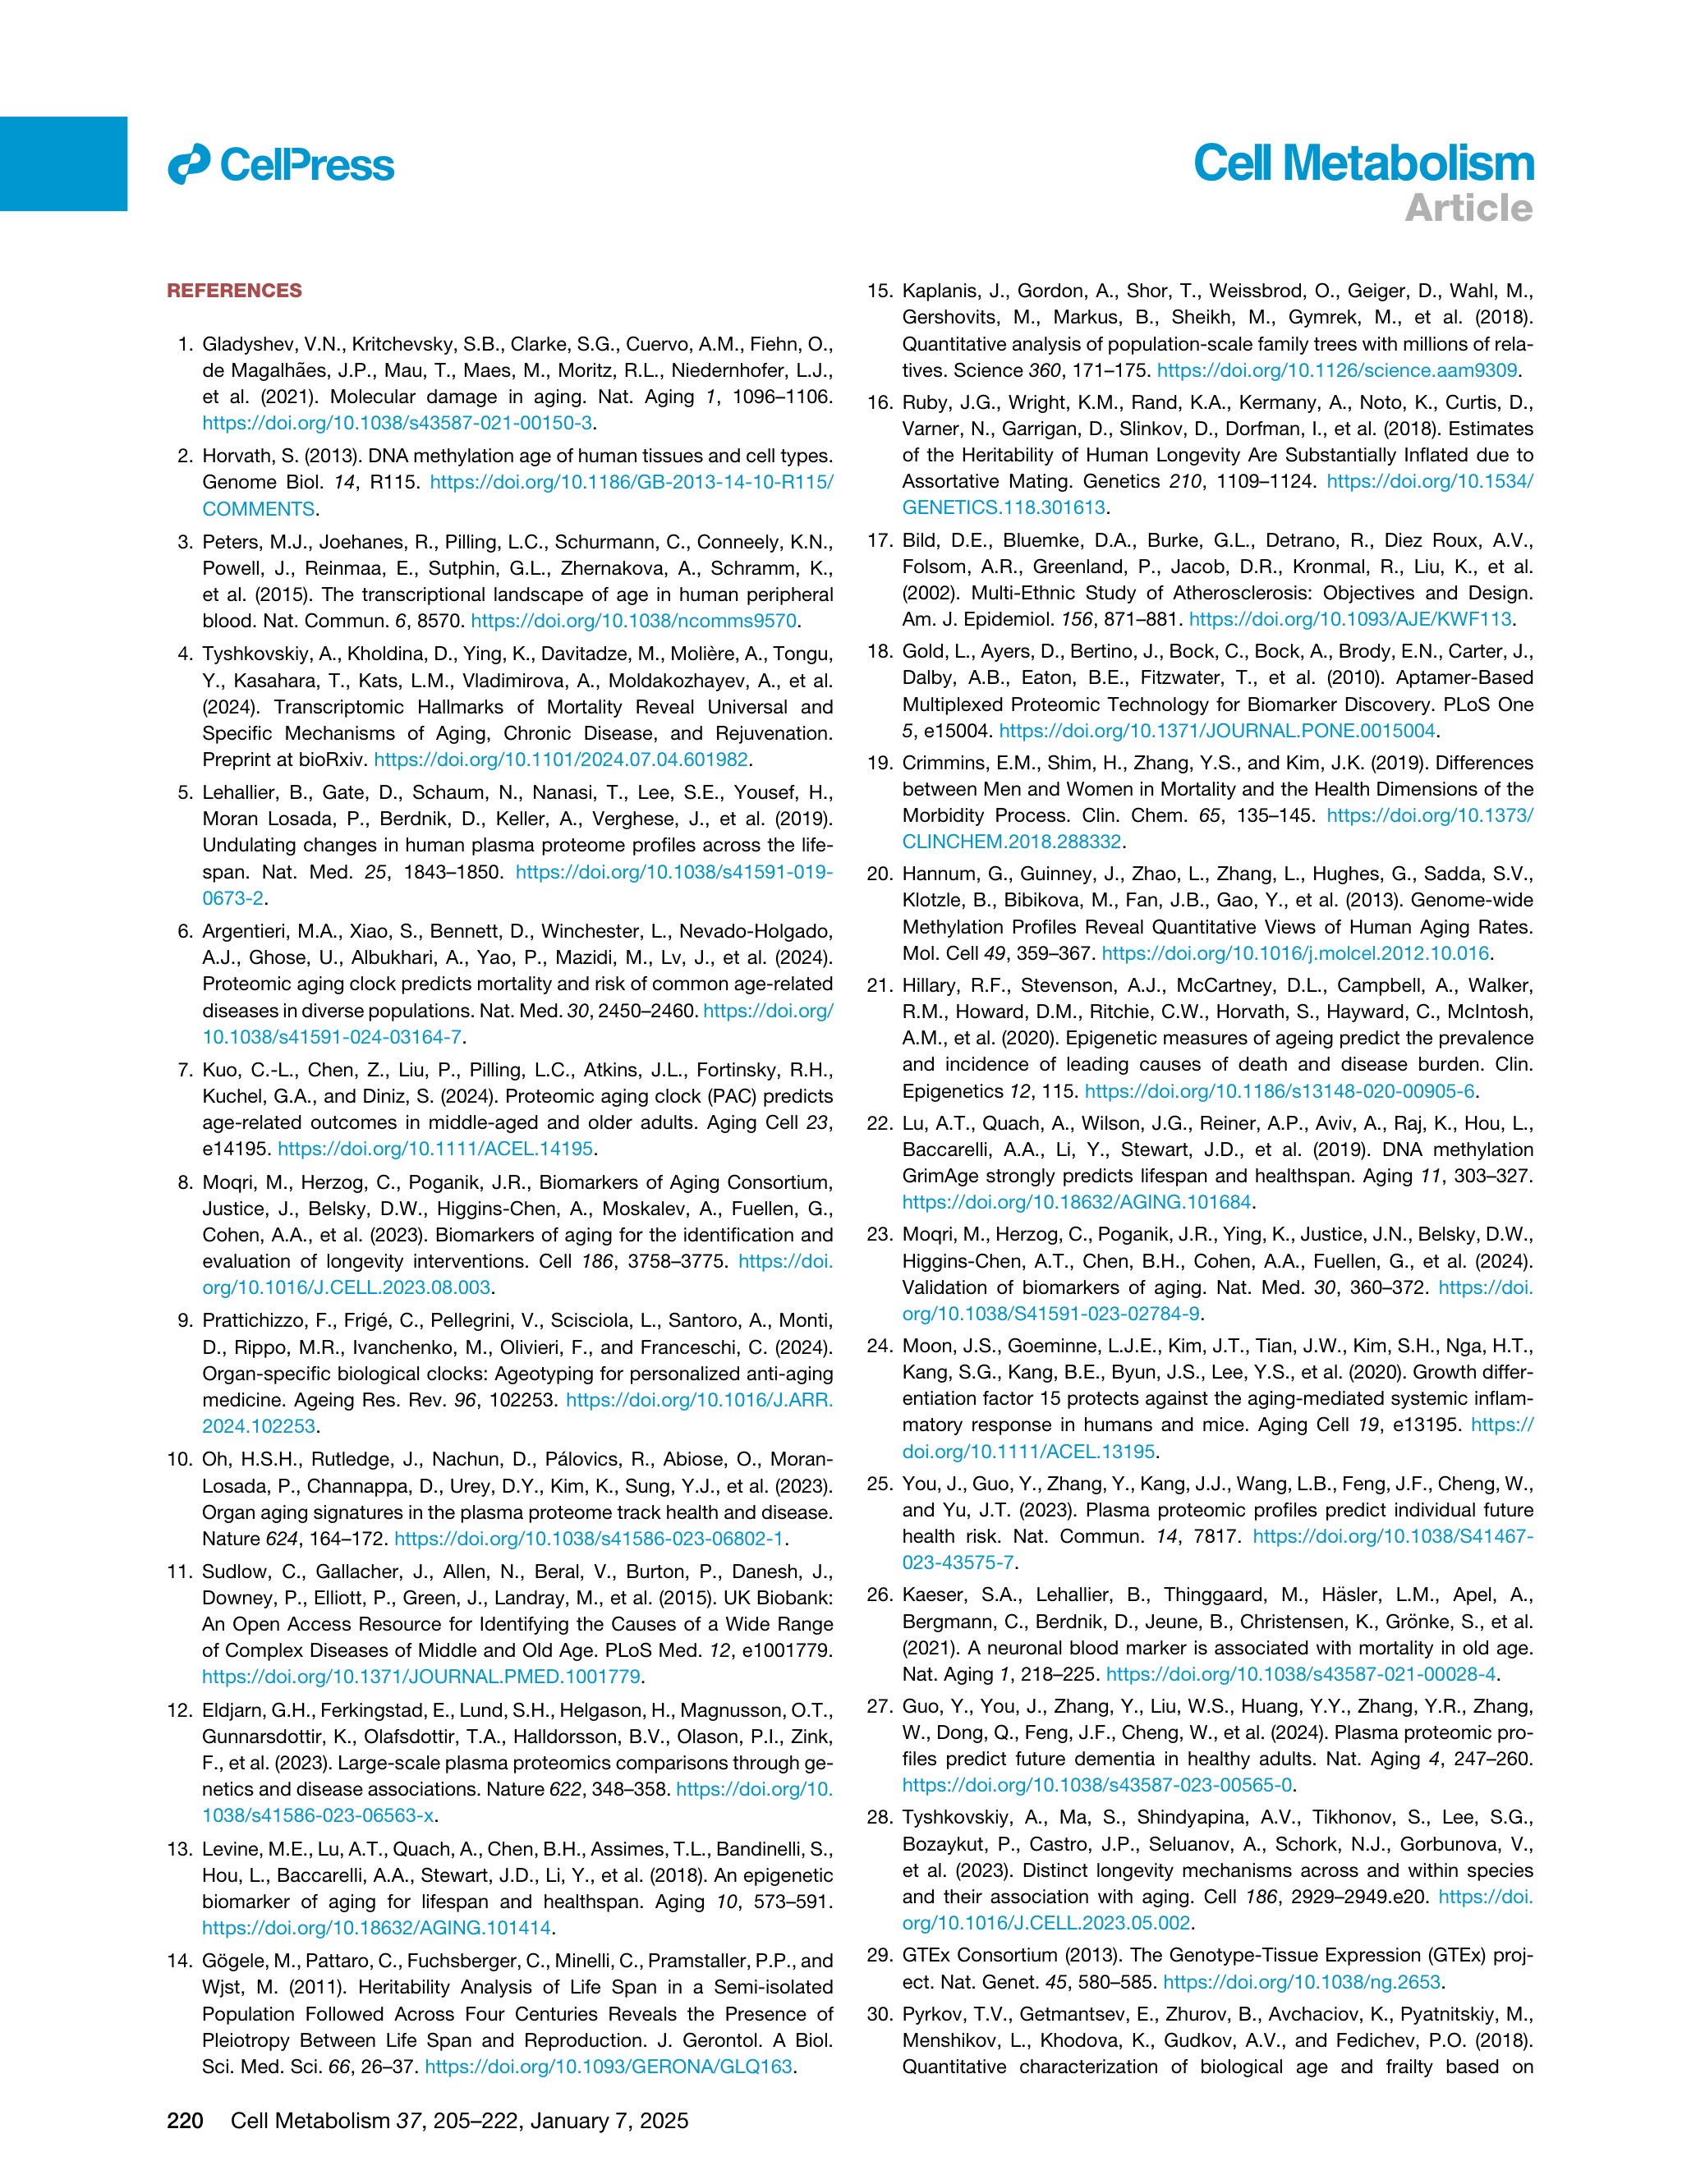 CellPress
Cell Metabolism
Article
REFERENCES
1. Gladyshev, V.N., Kritchevsky, S.B., Clarke, S.G., Cuervo, A.M., Fiehn, O.,
de Magalhães, J.P., Mau, T., Maes, M., Moritz, R.L., Niedernhofer, L.J.,
et al. (2021). Molecular damage in aging. Nat. Aging 1, 1096–1106.
https://doi.org/10.1038/s43587-021-00150-3.
2. Horvath, S. (2013). DNA methylation age of human tissues and cell types.
Genome Biol. 14, R115. https://doi.org/10.1186/GB-2013-14-10-R115/
COMMENTS.
3. Peters, M.J., Joehanes, R., Pilling, L.C., Schurmann, C., Conneely, K.N.,
Powell, J., Reinmaa, E., Sutphin, G.L., Zhernakova, A., Schramm, K.,
et al. (2015). The transcriptional landscape of age in human peripheral
blood. Nat. Commun. 6, 8570. https://doi.org/10.1038/ncomms9570.
4. Tyshkovskiy, A., Kholdina, D., Ying, K., Davitadze, M., Molière, A., Tongu,
Y., Kasahara, T., Kats, L.M., Vladimirova, A., Moldakozhayev, A., et al.
(2024). Transcriptomic Hallmarks of Mortality Reveal Universal and
Specific Mechanisms of Aging, Chronic Disease, and Rejuvenation.
Preprint at bioRxiv. https://doi.org/10.1101/2024.07.04.601982.
5. Lehallier, B., Gate, D., Schaum, N., Nanasi, T., Lee, S.E., Yousef, H.,
Moran Losada, P., Berdnik, D., Keller, A., Verghese, J., et al. (2019).
Undulating changes in human plasma proteome profiles across the life-
span. Nat. Med. 25, 1843–1850. https://doi.org/10.1038/s41591-019-
0673-2.
6. Argentieri, M.A., Xiao, S., Bennett, D., Winchester, L., Nevado-Holgado,
A.J., Ghose, U., Albukhari, A., Yao, P., Mazidi, M., Lv, J., et al. (2024).
Proteomic aging clock predicts mortality and risk of common age-related
diseases in diverse populations. Nat. Med. 30, 2450–2460. https://doi.org/
10.1038/s41591-024-03164-7.
7. Kuo, C.-L., Chen, Z., Liu, P., Pilling, L.C., Atkins, J.L., Fortinsky, R.H.,
Kuchel, G.A., and Diniz, S. (2024). Proteomic aging clock (PAC) predicts
age-related outcomes in middle-aged and older adults. Aging Cell 23,
e14195. https://doi.org/10.1111/ACEL.14195.
8. Moqri, M., Herzog, C., Poganik, J.R., Biomarkers of Aging Consortium,
Justice, J., Belsky, D.W., Higgins-Chen, A., Moskalev, A., Fuellen, G.,
Cohen, A.A., et al. (2023). Biomarkers of aging for the identification and
evaluation of longevity interventions. Cell 186, 3758–3775. https://doi.
org/10.1016/J.CELL.2023.08.003.
9. Prattichizzo, F., Frigé, C., Pellegrini, V., Scisciola, L., Santoro, A., Monti,
D., Rippo, M.R., Ivanchenko, M., Olivieri, F., and Franceschi, C. (2024).
Organ-specific biological clocks: Ageotyping for personalized anti-aging
medicine. Ageing Res. Rev. 96, 102253. https://doi.org/10.1016/J.ARR.
2024.102253.
10. Oh, H.S.H., Rutledge, J., Nachun, D., Pálovics, R., Abiose, O., Moran-
Losada, P., Channappa, D., Urey, D.Y., Kim, K., Sung, Y.J., et al. (2023).
Organ aging signatures in the plasma proteome track health and disease.
Nature 624, 164–172. https://doi.org/10.1038/s41586-023-06802-1.
11. Sudlow, C., Gallacher, J., Allen, N., Beral, V., Burton, P., Danesh, J.,
Downey, P., Elliott, P., Green, J., Landray, M., et al. (2015). UK Biobank:
An Open Access Resource for Identifying the Causes of a Wide Range
of Complex Diseases of Middle and Old Age. PLoS Med. 12, e1001779.
https://doi.org/10.1371/JOURNAL.PMED.1001779.
12. Eldjarn, G.H., Ferkingstad, E., Lund, S.H., Helgason, H., Magnusson, O.T.,
Gunnarsdottir, K., Olafsdottir, T.A., Halldorsson, B.V., Olason, P.I., Zink,
F., et al. (2023). Large-scale plasma proteomics comparisons through ge-
netics and disease associations. Nature 622, 348–358. https://doi.org/10.
1038/s41586-023-06563-x.
13. Levine, M.E., Lu, A.T., Quach, A., Chen, B.H., Assimes, T.L., Bandinelli, S.,
Hou, L., Baccarelli, A.A., Stewart, J.D., Li, Y., et al. (2018). An epigenetic
biomarker of aging for lifespan and healthspan. Aging 10, 573–591.
https://doi.org/10.18632/AGING.101414.
14. Gögele, M., Pattaro, C., Fuchsberger, C., Minelli, C., Pramstaller, P.P., and
Wjst, M. (2011). Heritability Analysis of Life Span in a Semi-isolated
Population Followed Across Four Centuries Reveals the Presence of
Pleiotropy Between Life Span and Reproduction. J. Gerontol. A Biol.
Sci. Med. Sci. 66, 26–37. https://doi.org/10.1093/GERONA/GLQ163.
15. Kaplanis, J., Gordon, A., Shor, T., Weissbrod, O., Geiger, D., Wahl, M.,
Gershovits, M., Markus, B., Sheikh, M., Gymrek, M., et al. (2018).
Quantitative analysis of population-scale family trees with millions of rela-
tives. Science 360, 171–175. https://doi.org/10.1126/science.aam9309.
16. Ruby, J.G., Wright, K.M., Rand, K.A., Kermany, A., Noto, K., Curtis, D.,
Varner, N., Garrigan, D., Slinkov, D., Dorfman, I., et al. (2018). Estimates
of the Heritability of Human Longevity Are Substantially Inflated due to
Assortative Mating. Genetics 210, 1109–1124. https://doi.org/10.1534/
GENETICS.118.301613.
17. Bild, D.E., Bluemke, D.A., Burke, G.L., Detrano, R., Diez Roux, A.V.,
Folsom, A.R., Greenland, P., Jacob, D.R., Kronmal, R., Liu, K., et al.
(2002). Multi-Ethnic Study of Atherosclerosis: Objectives and Design.
Am. J. Epidemiol. 156, 871–881. https://doi.org/10.1093/AJE/KWF113.
18. Gold, L., Ayers, D., Bertino, J., Bock, C., Bock, A., Brody, E.N., Carter, J.,
Dalby, A.B., Eaton, B.E., Fitzwater, T., et al. (2010). Aptamer-Based
Multiplexed Proteomic Technology for Biomarker Discovery. PLoS One
5, e15004. https://doi.org/10.1371/JOURNAL.PONE.0015004.
19. Crimmins, E.M., Shim, H., Zhang, Y.S., and Kim, J.K. (2019). Differences
between Men and Women in Mortality and the Health Dimensions of the
Morbidity Process. Clin. Chem. 65, 135–145. https://doi.org/10.1373/
CLINCHEM.2018.288332.
20. Hannum, G., Guinney, J., Zhao, L., Zhang, L., Hughes, G., Sadda, S.V.,
Klotzle, B., Bibikova, M., Fan, J.B., Gao, Y., et al. (2013). Genome-wide
Methylation Profiles Reveal Quantitative Views of Human Aging Rates.
Mol. Cell 49, 359–367. https://doi.org/10.1016/j.molcel.2012.10.016.
21. Hillary, R.F., Stevenson, A.J., McCartney, D.L., Campbell, A., Walker,
R.M., Howard, D.M., Ritchie, C.W., Horvath, S., Hayward, C., McIntosh,
A.M., et al. (2020). Epigenetic measures of ageing predict the prevalence
and incidence of leading causes of death and disease burden. Clin.
Epigenetics 12, 115. https://doi.org/10.1186/s13148-020-00905-6.
22. Lu, A.T., Quach, A., Wilson, J.G., Reiner, A.P., Aviv, A., Raj, K., Hou, L.,
Baccarelli, A.A., Li, Y., Stewart, J.D., et al. (2019). DNA methylation
GrimAge strongly predicts lifespan and healthspan. Aging 11, 303–327.
https://doi.org/10.18632/AGING.101684.
23. Moqri, M., Herzog, C., Poganik, J.R., Ying, K., Justice, J.N., Belsky, D.W.,
Higgins-Chen, A.T., Chen, B.H., Cohen, A.A., Fuellen, G., et al. (2024).
Validation of biomarkers of aging. Nat. Med. 30, 360–372. https://doi.
org/10.1038/S41591-023-02784-9.
24. Moon, J.S., Goeminne, L.J.E., Kim, J.T., Tian, J.W., Kim, S.H., Nga, H.T.,
Kang, S.G., Kang, B.E., Byun, J.S., Lee, Y.S., et al. (2020). Growth differ-
entiation factor 15 protects against the aging-mediated systemic inflam-
matory response in humans and mice. Aging Cell 19, e13195. https://
doi.org/10.1111/ACEL.13195.
25. You, J., Guo, Y., Zhang, Y., Kang, J.J., Wang, L.B., Feng, J.F., Cheng, W.,
and Yu, J.T. (2023). Plasma proteomic profiles predict individual future
health risk. Nat. Commun. 14, 7817. https://doi.org/10.1038/S41467-
023-43575-7.
26. Kaeser, S.A., Lehallier, B., Thinggaard, M., Häsler, L.M., Apel, A.,
Bergmann, C., Berdnik, D., Jeune, B., Christensen, K., Grönke, S., et al.
(2021). A neuronal blood marker is associated with mortality in old age.
Nat. Aging 1, 218–225. https://doi.org/10.1038/s43587-021-00028-4.
27. Guo, Y., You, J., Zhang, Y., Liu, W.S., Huang, Y.Y., Zhang, Y.R., Zhang,
W., Dong, Q., Feng, J.F., Cheng, W., et al. (2024). Plasma proteomic pro-
files predict future dementia in healthy adults. Nat. Aging 4, 247–260.
https://doi.org/10.1038/s43587-023-00565-0.
28. Tyshkovskiy, A., Ma, S., Shindyapina, A.V., Tikhonov, S., Lee, S.G.,
Bozaykut, P., Castro, J.P., Seluanov, A., Schork, N.J., Gorbunova, V.,
et al. (2023). Distinct longevity mechanisms across and within species
and their association with aging. Cell 186, 2929–2949.e20. https://doi.
org/10.1016/J.CELL.2023.05.002.
29. GTEx Consortium (2013). The Genotype-Tissue Expression (GTEx) proj-
ect. Nat. Genet. 45, 580–585. https://doi.org/10.1038/ng.2653.
30. Pyrkov, T.V., Getmantsev, E., Zhurov, B., Avchaciov, K., Pyatnitskiy, M.,
Menshikov, L., Khodova, K., Gudkov, A.V., and Fedichev, P.O. (2018).
Quantitative characterization of biological age and frailty based on
220 Cell Metabolism 37, 205–222, January 7, 2025